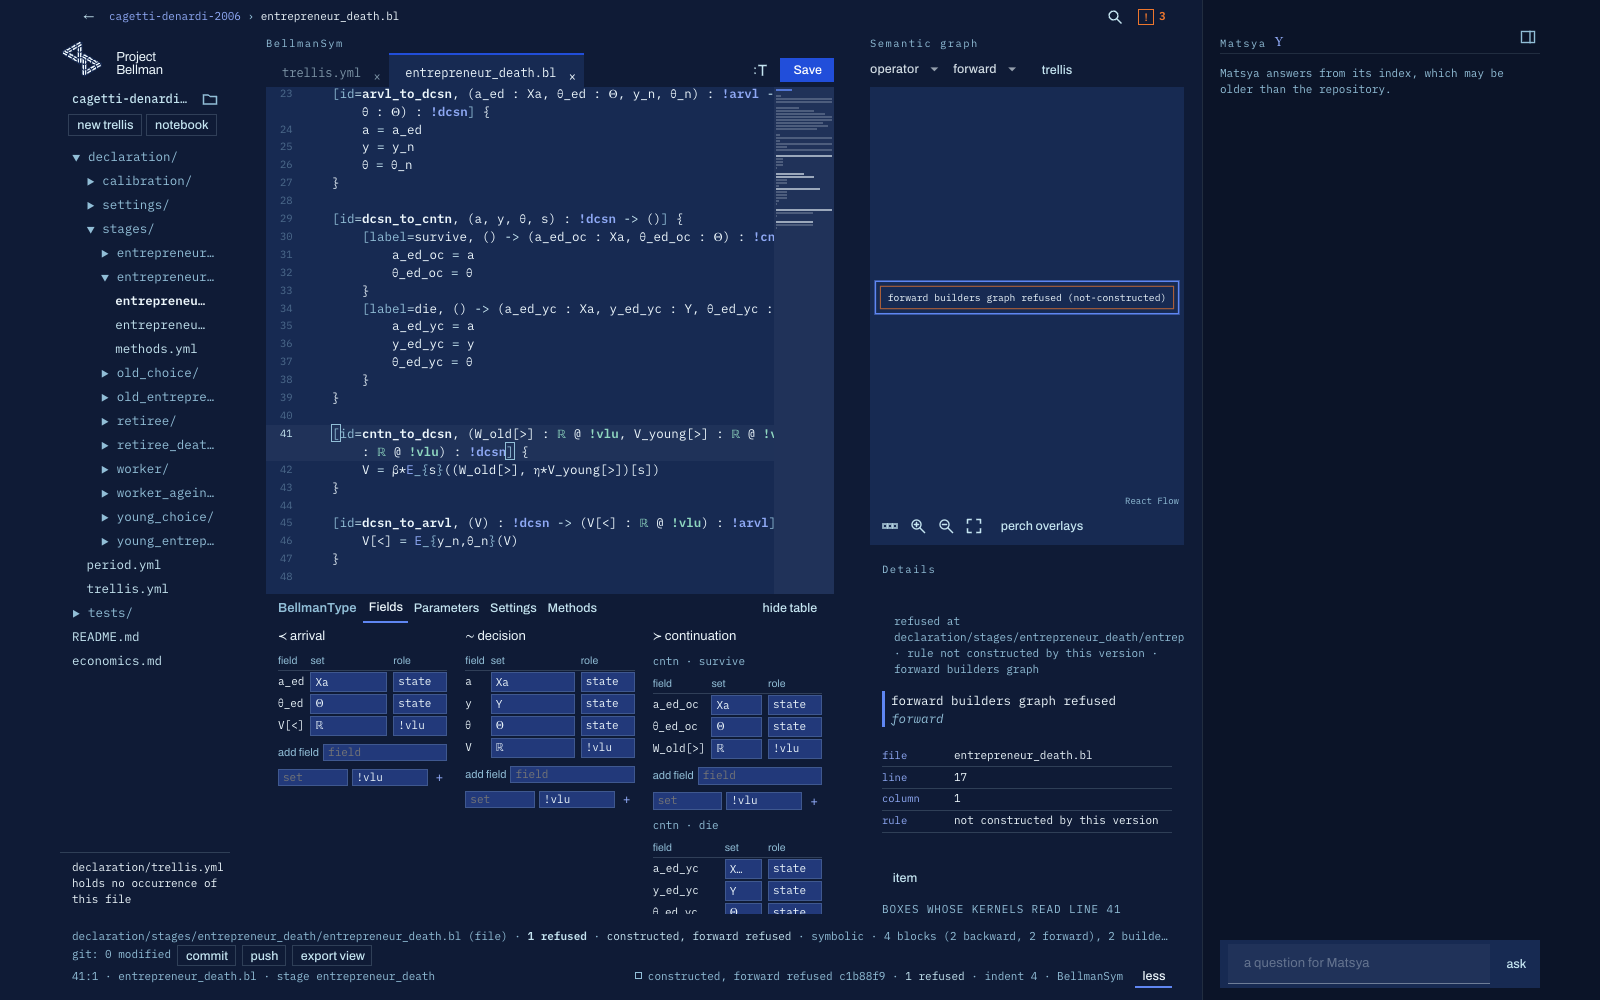 ← cagetti-denardi-2006 › entrepreneur_death.bl
! 3
Project
Bellman
cagetti-denardi…
new trellis
notebook
▼ declaration/
▶ calibration/
▶ settings/
▼ stages/
▶ entrepreneur…
▼ entrepreneur…
entrepreneu…
entrepreneu…
methods.yml
▶ old_choice/
▶ old_entrepre…
▶ retiree/
▶ retiree_deat…
▶ worker/
▶ worker_agein…
▶ young_choice/
▶ young_entrep…
period.yml
trellis.yml
▶ tests/
README.md
economics.md
declaration/trellis.yml
holds no occurrence of
this file
BellmanSym
trellis.yml ×
entrepreneur_death.bl ×
:T
Save
23 [id=arvl_to_dcsn, (a_ed : Xa, θ_ed : Θ, y_n, θ_n) : !arvl -
θ : Θ) : !dcsn] {
24 a = a_ed
25 y = y_n
26 θ = θ_n
27 }
28
29 [id=dcsn_to_cntn, (a, y, θ, s) : !dcsn -> ()] {
30 [label=survive, () -> (a_ed_oc : Xa, θ_ed_oc : Θ) : !cn
31 a_ed_oc = a
32 θ_ed_oc = θ
33 }
34 [label=die, () -> (a_ed_yc : Xa, y_ed_yc : Y, θ_ed_yc :
35 a_ed_yc = a
36 y_ed_yc = y
37 θ_ed_yc = θ
38 }
39 }
40
41 [id=cntn_to_dcsn, (W_old[>] : ℝ @ !vlu, V_young[>] : ℝ @ !v
: ℝ @ !vlu) : !dcsn] {
42 V = β*E_{s}((W_old[>], η*V_young[>])[s])
43 }
44
45 [id=dcsn_to_arvl, (V) : !dcsn -> (V[<] : ℝ @ !vlu) : !arvl]
46 V[<] = E_{y_n,θ_n}(V)
47 }
48
BellmanType Fields Parameters Settings Methods hide table
≺ arrival
field set role
a_ed Xa state
θ_ed Θ state
V[<] ℝ !vlu
add field field
set !vlu +
~ decision
field set role
a Xa state
y Y state
θ Θ state
V ℝ !vlu
add field field
set !vlu +
≻ continuation
cntn · survive
field set role
a_ed_oc Xa state
θ_ed_oc Θ state
W_old[>] ℝ !vlu
add field field
set !vlu +
cntn · die
field set role
a_ed_yc X… state
y_ed_yc Y state
θ_ed_yc Θ state
Semantic graph
operator forward trellis
forward builders graph refused (not-constructed)
React Flow
perch overlays
Details
refused at
declaration/stages/entrepreneur_death/entrep
· rule not constructed by this version ·
forward builders graph
forward builders graph refused
forward
file entrepreneur_death.bl
line 17
column 1
rule not constructed by this version
item
BOXES WHOSE KERNELS READ LINE 41
Matsya Y
Matsya answers from its index, which may be
older than the repository.
a question for Matsya
ask
declaration/stages/entrepreneur_death/entrepreneur_death.bl (file) · 1 refused · constructed, forward refused · symbolic · 4 blocks (2 backward, 2 forward), 2 builde…
git: 0 modified commit push export view
41:1 · entrepreneur_death.bl · stage entrepreneur_death
constructed, forward refused c1b88f9 · 1 refused · indent 4 · BellmanSym less